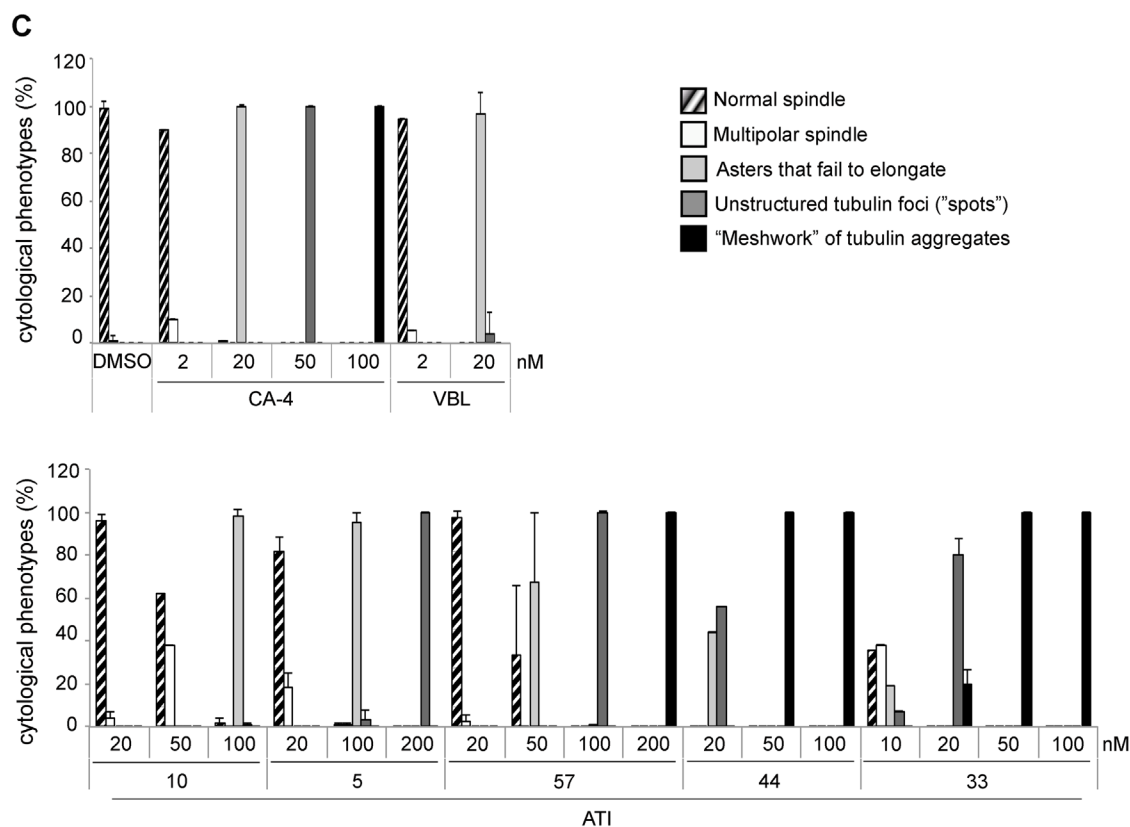 C
cytological phenotypes (%)
120
100
80
60
40
20
0
DMSO 2 20 50 100 2 20 nM
CA-4 VBL
Normal spindle
Multipolar spindle
Asters that fail to elongate
Unstructured tubulin foci (”spots”)
“Meshwork” of tubulin aggregates
cytological phenotypes (%)
120
100
80
60
40
20
0
20 50 100 20 100 200 20 50 100 200 20 50 100 10 20 50 100 nM
10 5 57 44 33
ATI